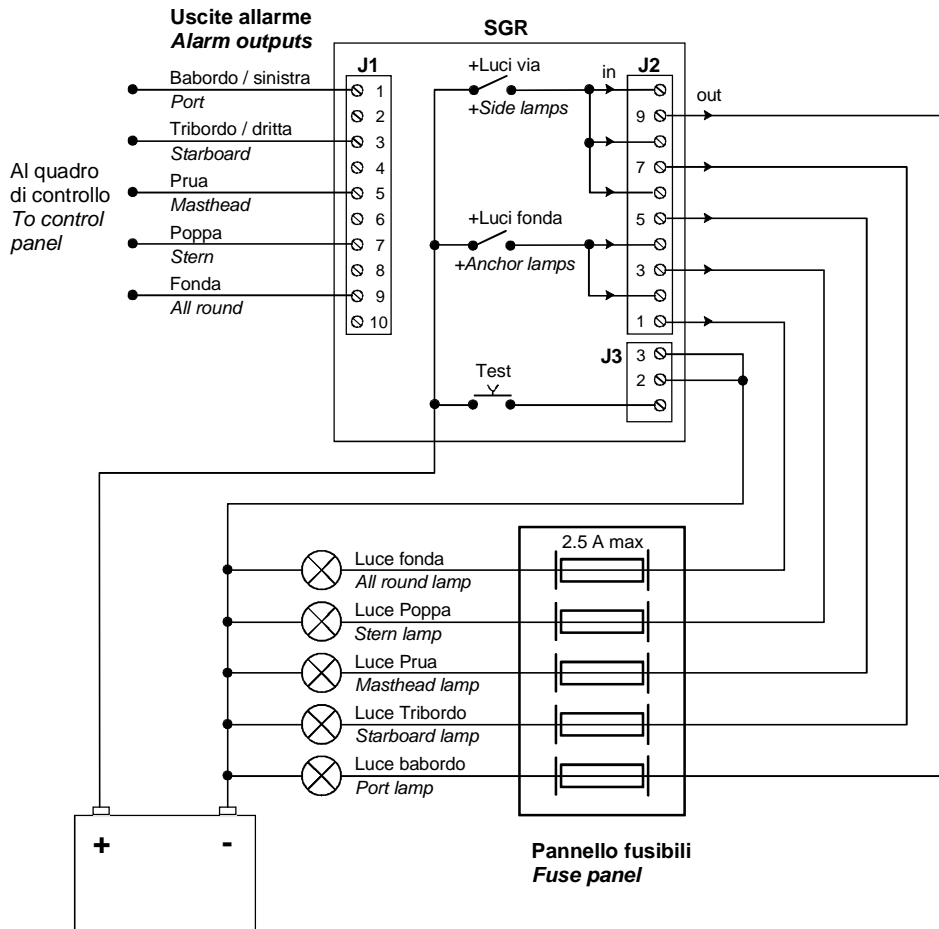 Uscite allarme
Alarm outputs
SGR
J1
+Luci via
in
J2
Babordo / sinistra
1
+Side lamps
out
Port
2
9
Tribordo / dritta
3
Starboard
4
7
Al quadro
di controllo
To control
panel
Prua
5
Masthead
6
+Luci fonda
5
Poppa
7
+Anchor lamps
Stern
8
3
Fonda
9
All round
10
1
J3
3
Test
2
2.5 A max
Luce fonda
All round lamp
Luce Poppa
Stern lamp
Luce Prua
Masthead lamp
Luce Tribordo
Starboard lamp
Luce babordo
Port lamp
+
-
Pannello fusibili
Fuse panel